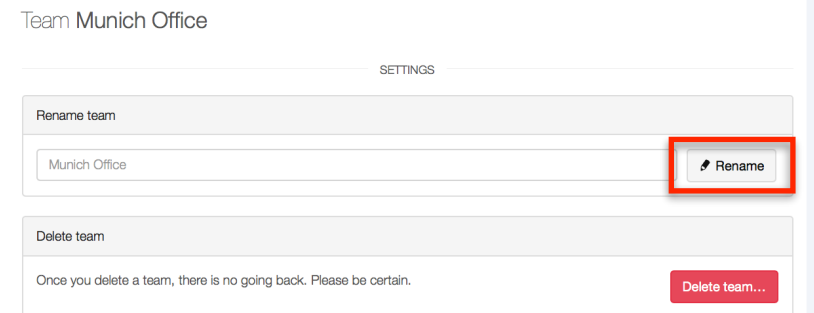 Team Munich Office
SETTINGS
Rename team
Munich Office
Rename
Delete team
Once you delete a team, there is no going back. Please be certain.
Delete team...